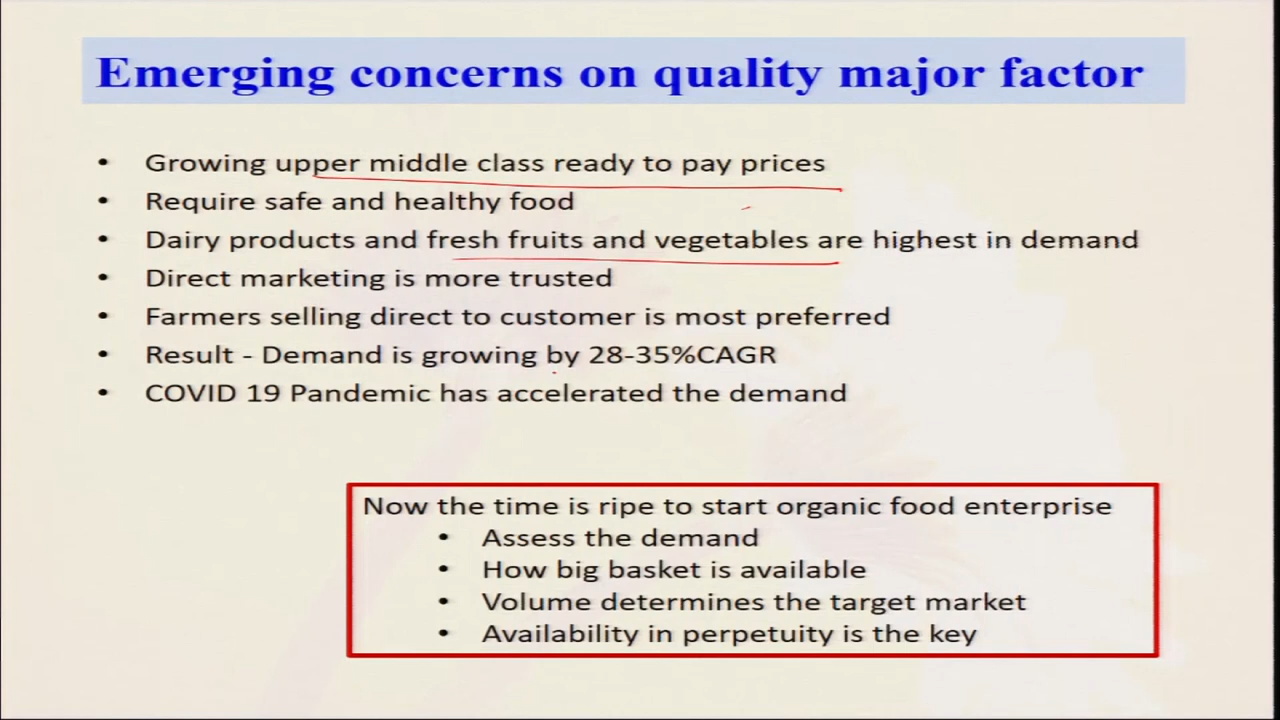 Emerging concerns on quality major factor
• Growing upper middle class ready to pay prices
• Require safe and healthy food
• Dairy products and fresh fruits and vegetables are highest in demand
• Direct marketing is more trusted
• Farmers selling direct to customer is most preferred
• Result - Demand is growing by 28-35%CAGR
• COVID 19 Pandemic has accelerated the demand
Now the time is ripe to start organic food enterprise
• Assess the demand
• How big basket is available
• Volume determines the target market
• Availability in perpetuity is the key